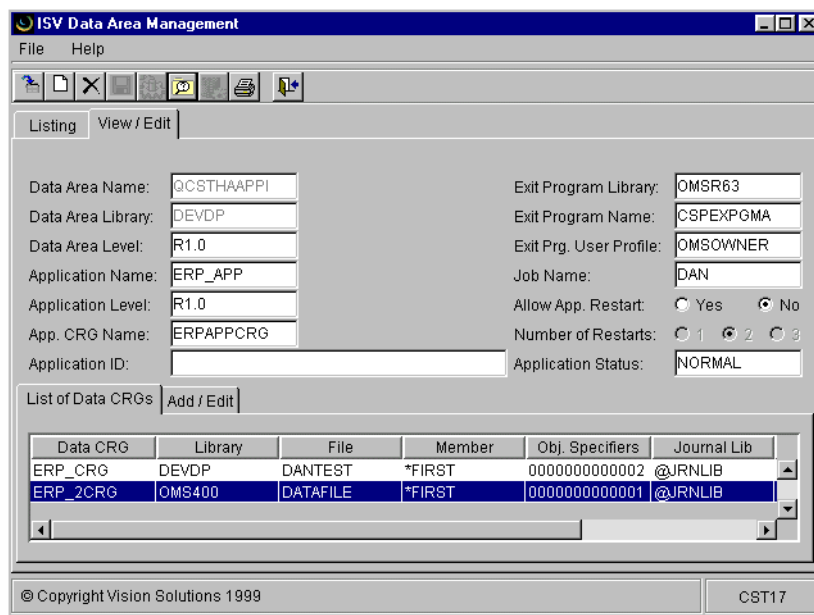 ISV Data Area Management
File Help
Listing View / Edit
Data Area Name: QCSTHAAPPI Exit Program Library: OMSR63
Data Area Library: DEVDP Exit Program Name: CSPEXPGMA
Data Area Level: R1.0 Exit Prg. User Profile: OMSOWNER
Application Name: ERP_APP Job Name: DAN
Application Level: R1.0 Allow App. Restart: Yes No
App. CRG Name: ERPAPPCRG Number of Restarts: 1 2 3
Application ID: Application Status: NORMAL
List of Data CRGs Add / Edit
Data CRG Library File Member Obj. Specifiers Journal Lib
ERP_CRG DEVDP DANTEST *FIRST 0000000000002 @JRNLIB
ERP_2CRG OMS400 DATAFILE *FIRST 0000000000001 @JRNLIB
© Copyright Vision Solutions 1999 CST17